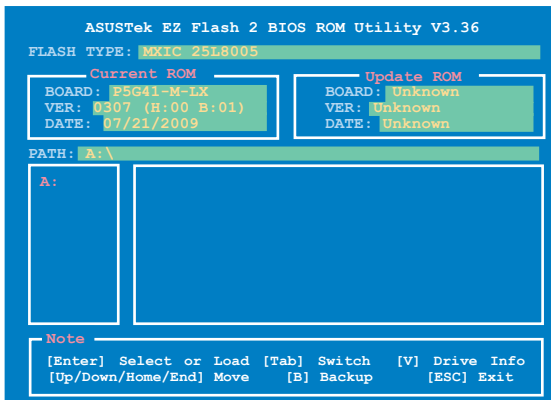 ASUSTek EZ Flash 2 BIOS ROM Utility V3.36
FLASH TYPE: MXIC 25L8005
Current ROM
BOARD: P5G41-M-LX
VER: 0307 (H:00 B:01)
DATE: 07/21/2009
Update ROM
BOARD: Unknown
VER: Unknown
DATE: Unknown
PATH: A:\
A:
Note
[Enter] Select or Load [Tab] Switch [V] Drive Info
[Up/Down/Home/End] Move [B] Backup [ESC] Exit